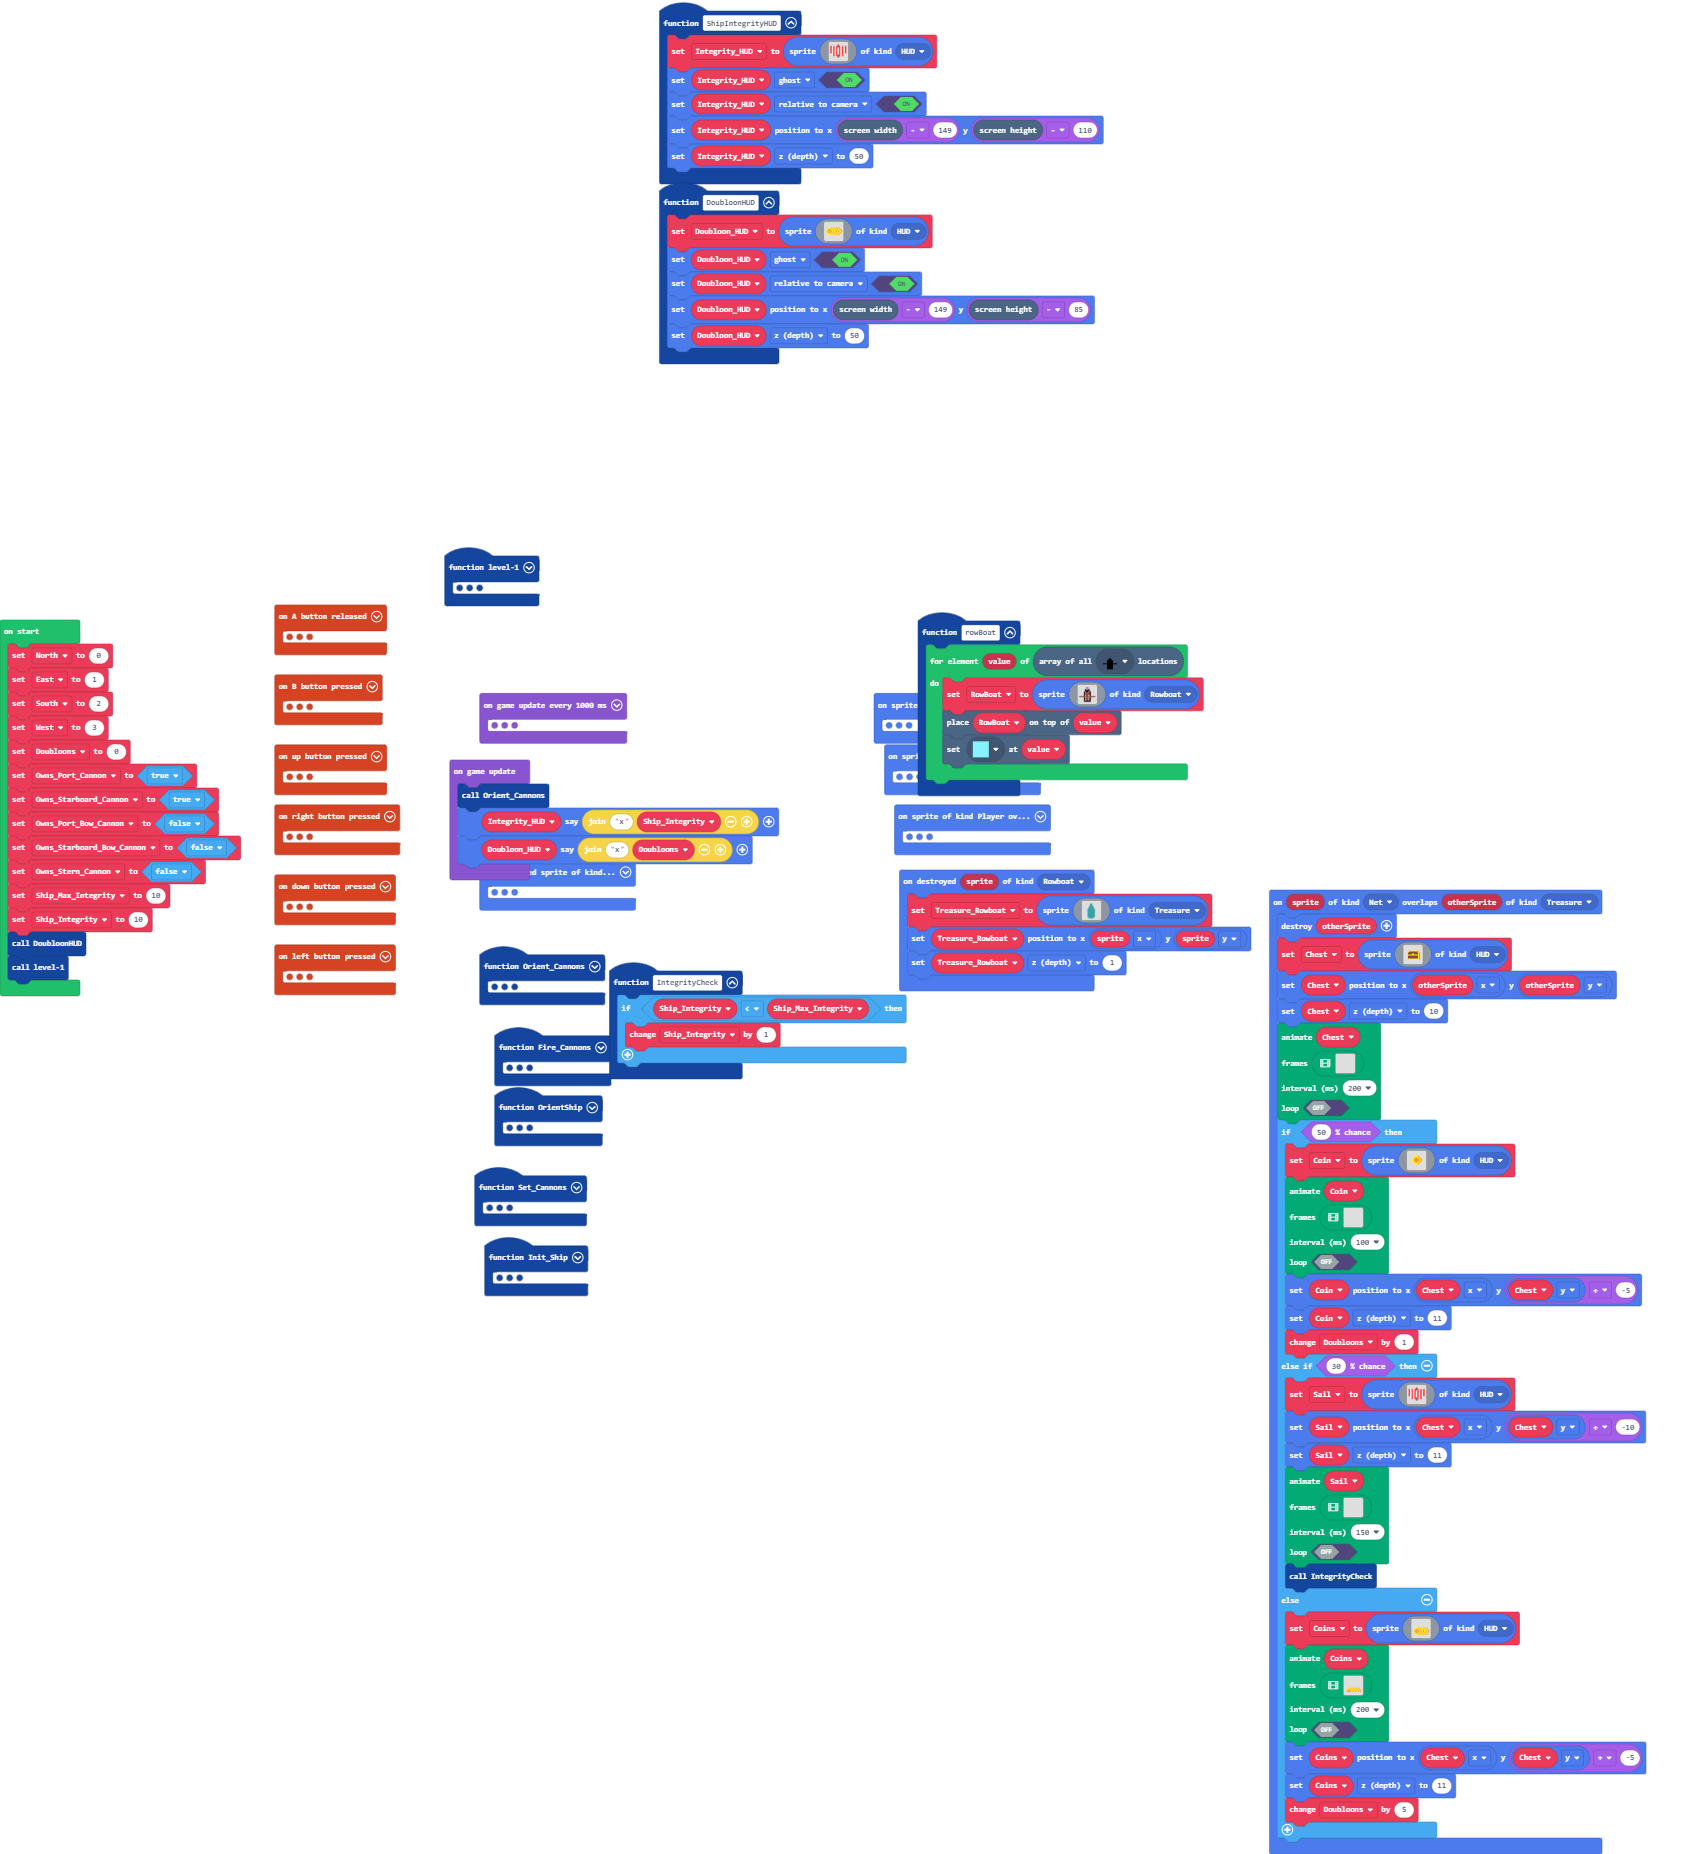 function ShipIntegrityHUD
set Integrity_HUD to sprite of kind HUD
set Integrity_HUD ghost ON
set Integrity_HUD relative to camera ON
set Integrity_HUD position to x screen width - 149 y screen height - 110
set Integrity_HUD z (depth) to 50
function DoubloonHUD
set Doubloon_HUD to sprite of kind HUD
set Doubloon_HUD ghost ON
set Doubloon_HUD relative to camera ON
set Doubloon_HUD position to x screen width - 149 y screen height - 85
set Doubloon_HUD z (depth) to 50
function level-1
on start
set North to 0
set East to 1
set South to 2
set West to 3
set Doubloons to 0
set Owns_Port_Cannon to true
set Owns_Starboard_Cannon to true
set Owns_Port_Bow_Cannon to false
set Owns_Starboard_Bow_Cannon to false
set Owns_Stern_Cannon to false
set Ship_Max_Integrity to 10
set Ship_Integrity to 10
call DoubloonHUD
call level-1
on A button released
on B button pressed
on up button pressed
on right button pressed
on down button pressed
on left button pressed
on game update every 1000 ms
on game update
call Orient_Cannons
Integrity_HUD say join "x" Ship_Integrity
Doubloon_HUD say join "x" Doubloons
ed sprite of kind...
function Orient_Cannons
function Fire_Cannons
function OrientShip
function Set_Cannons
function Init_Ship
function IntegrityCheck
if Ship_Integrity < Ship_Max_Integrity then
change Ship_Integrity by 1
on sprite
on spri
function rowBoat
for element value of array of all locations
do
set RowBoat to sprite of kind Rowboat
place RowBoat on top of value
set at value
on sprite of kind Player ov...
on destroyed sprite of kind Rowboat
set Treasure_Rowboat to sprite of kind Treasure
set Treasure_Rowboat position to x sprite x y sprite y
set Treasure_Rowboat z (depth) to 1
on sprite of kind Net overlaps otherSprite of kind Treasure
destroy otherSprite
set Chest to sprite of kind HUD
set Chest position to x otherSprite x y otherSprite y
set Chest z (depth) to 10
animate Chest
frames
interval (ms) 200
loop OFF
if 50 % chance then
set Coin to sprite of kind HUD
animate Coin
frames
interval (ms) 100
loop OFF
set Coin position to x Chest x y Chest y + -5
set Coin z (depth) to 11
change Doubloons by 1
else if 30 % chance then
set Sail to sprite of kind HUD
set Sail position to x Chest x y Chest y + -10
set Sail z (depth) to 11
animate Sail
frames
interval (ms) 150
loop OFF
call IntegrityCheck
else
set Coins to sprite of kind HUD
animate Coins
frames
interval (ms) 200
loop OFF
set Coins position to x Chest x y Chest y + -5
set Coins z (depth) to 11
change Doubloons by 5